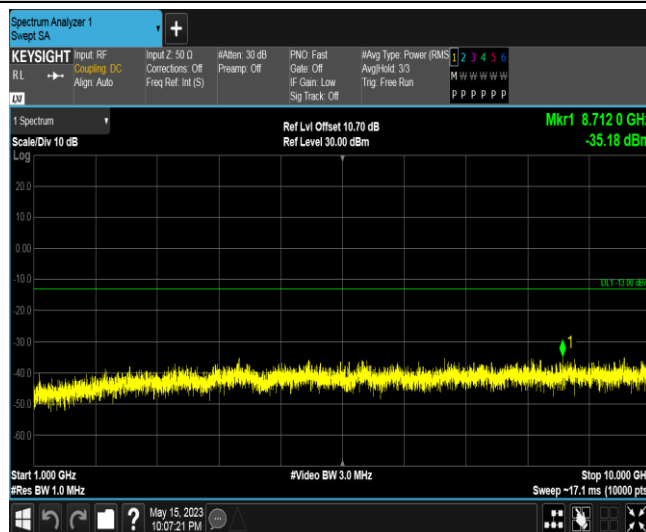 Spectrum Analyzer 1
Swept SA
+
KEYSIGHT
RL
LXI
Input: RF
Coupling: DC
Align: Auto
Input Z: 50 Ω
Corrections: Off
Freq Ref: Int (S)
#Atten: 30 dB
Preamp: Off
PNO: Fast
Gate: Off
IF Gain: Low
Sig Track: Off
#Avg Type: Power (RMS
Avg|Hold: 3/3
Trig: Free Run
1 2 3 4 5 6
M W W W W W
P P P P P P
1 Spectrum
Scale/Div 10 dB
Log
Ref Lvl Offset 10.70 dB
Ref Level 30.00 dBm
Mkr1 8.712 0 GHz
-35.18 dBm
20.0
10.0
0.00
-10.0
DL1 -13.00 dBm
-20.0
-30.0
1
-40.0
-50.0
-60.0
Start 1.000 GHz
#Res BW 1.0 MHz
#Video BW 3.0 MHz
Stop 10.000 GHz
Sweep ~17.1 ms (10000 pts
?
May 15, 2023
10:07:21 PM